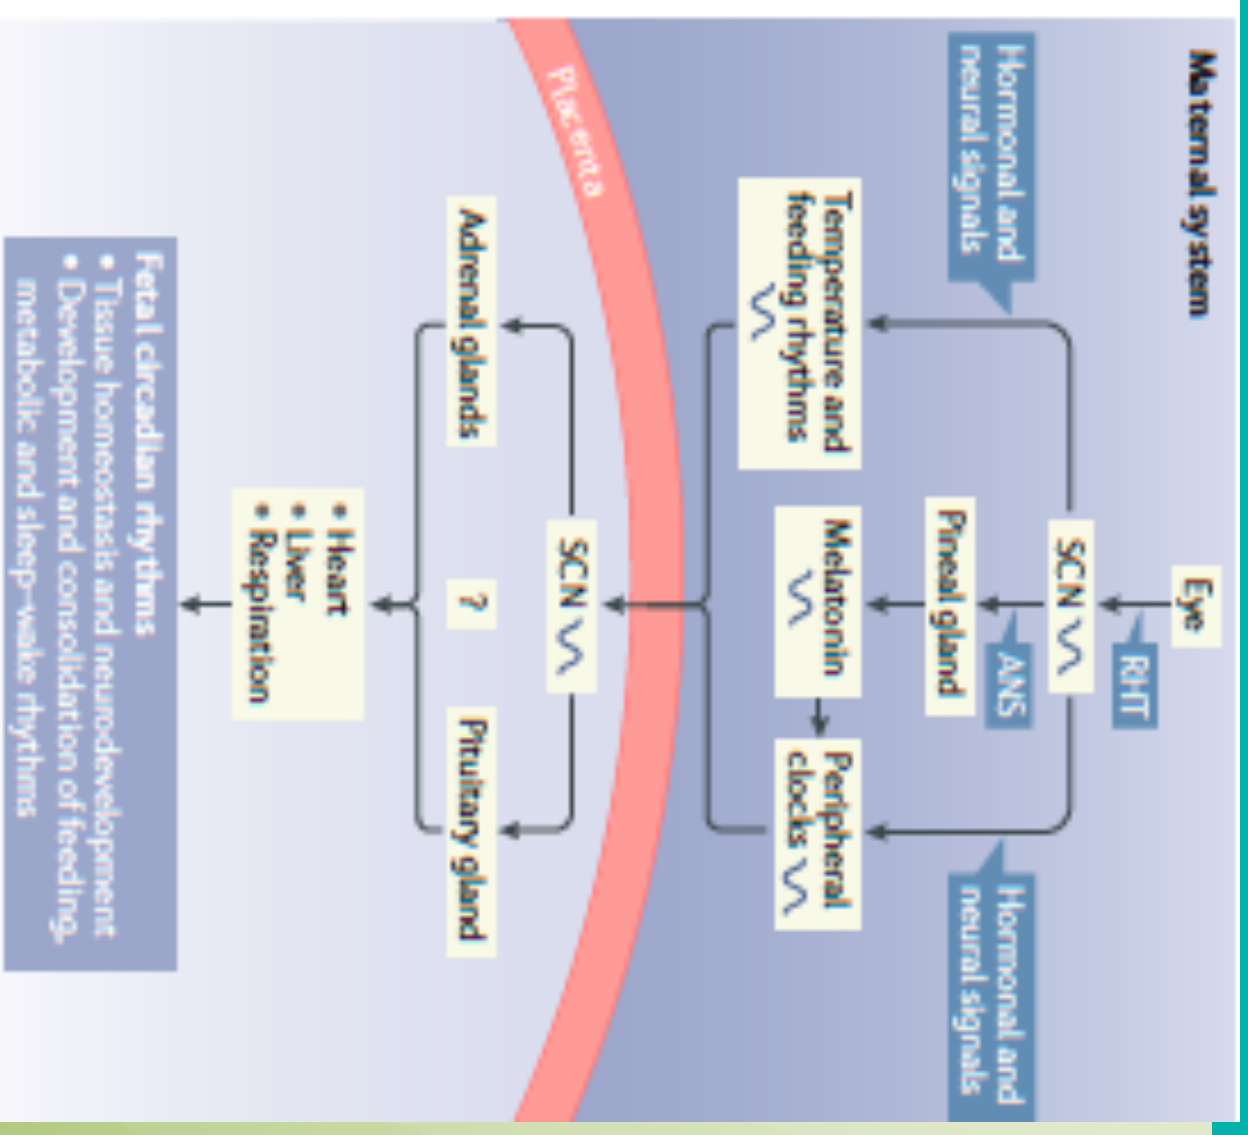 Maternal system
Eye
RHT
SCN
ANS
Hormonal and
neural signals
Hormonal and
neural signals
Pineal gland
Temperature and
feeding rhythms
Melatonin
Peripheral
clocks
Placenta
SCN
Adrenal glands
?
Pituitary gland
• Heart
• Liver
• Respiration
Fetal circadian rhythms
• Tissue homeostasis and neurodevelopment
• Development and consolidation of feeding,
metabolic and sleep–wake rhythms